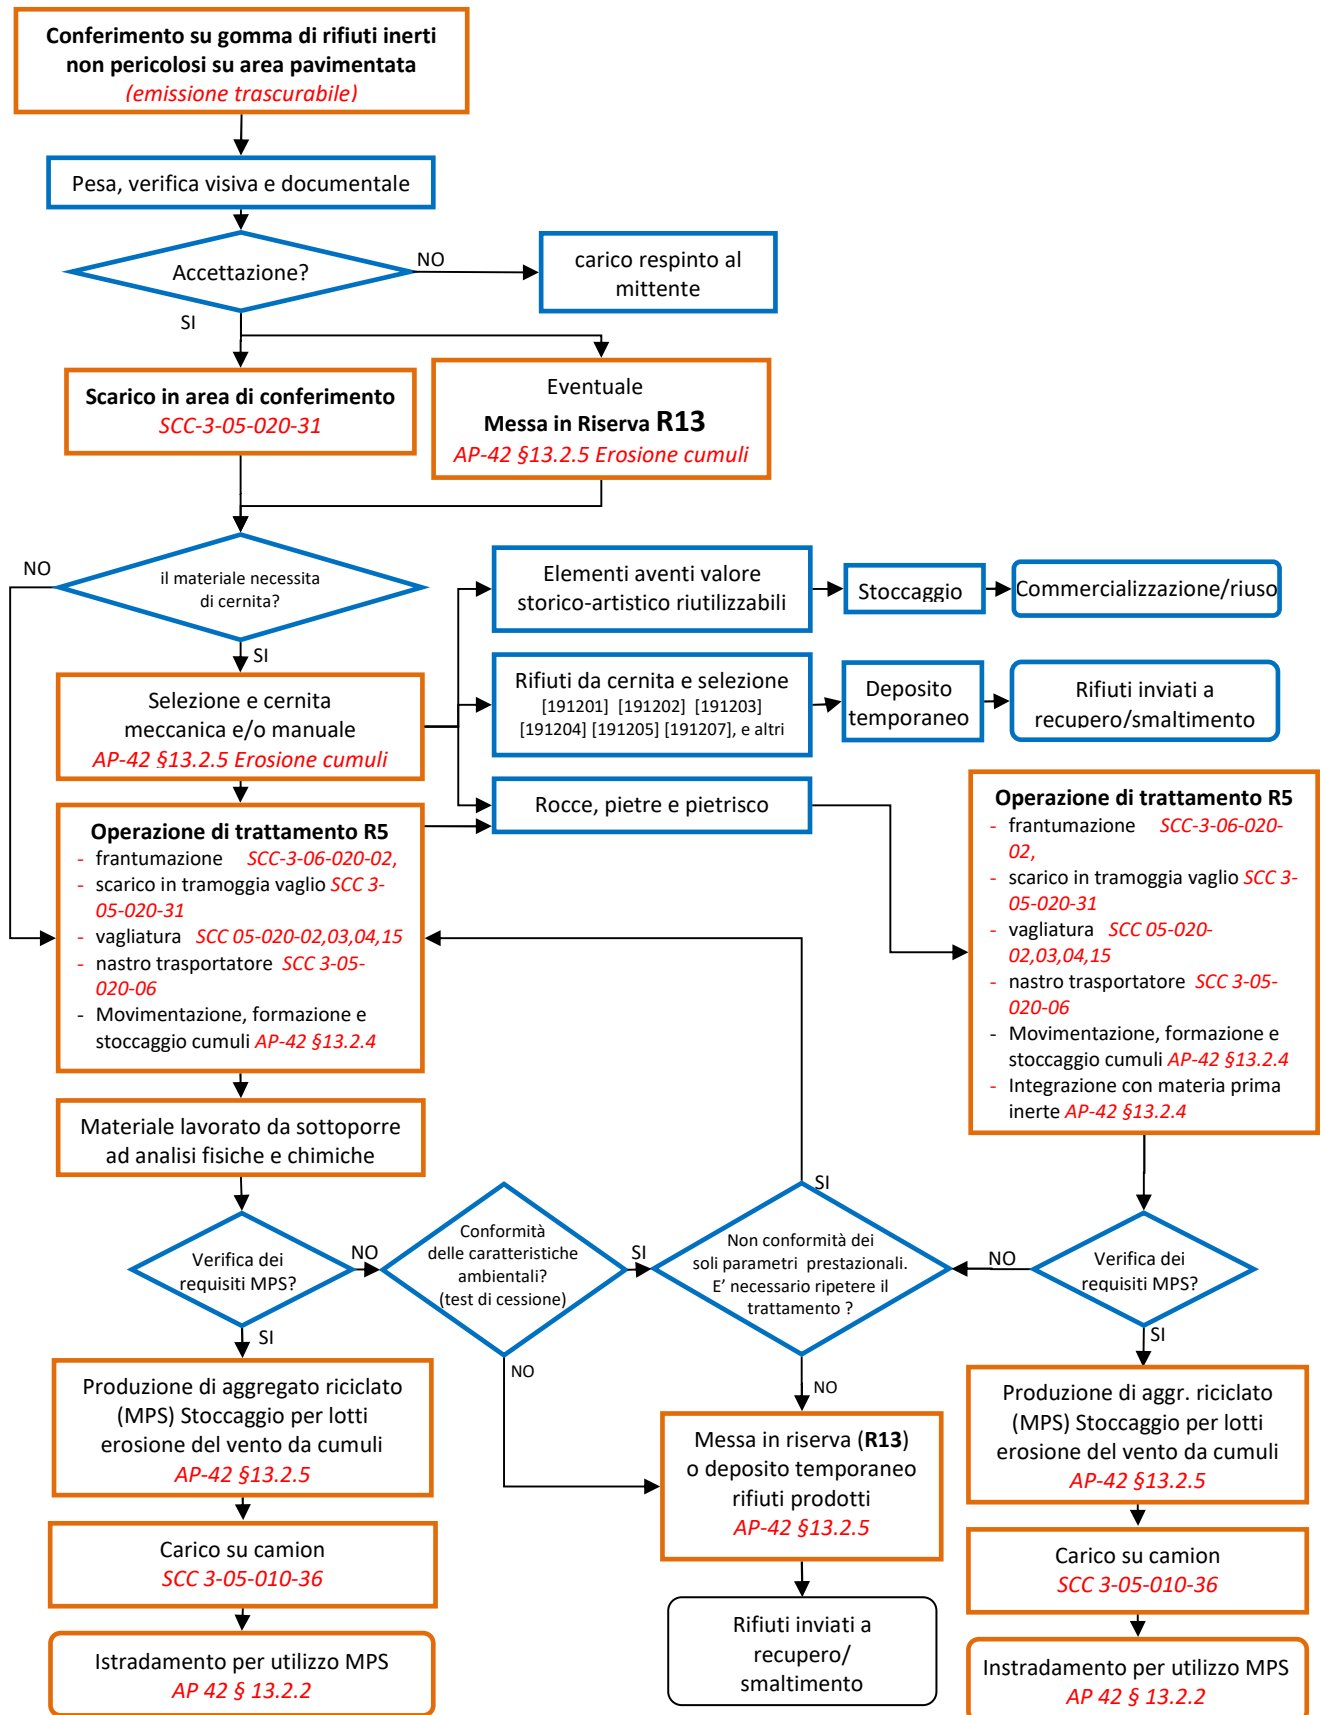 Conferimento su gomma di rifiuti inerti
non pericolosi su area pavimentata
(emissione trascurabile)
Pesa, verifica visiva e documentale
Accettazione?
NO
carico respinto al
mittente
SI
Scarico in area di conferimento
SCC-3-05-020-31
Eventuale
Messa in Riserva R13
AP-42 §13.2.5 Erosione cumuli
NO
il materiale necessita
di cernita?
SI
Elementi aventi valore
storico-artistico riutilizzabili
Stoccaggio
Commercializzazione/riuso
Selezione e cernita
meccanica e/o manuale
AP-42 §13.2.5 Erosione cumuli
Rifiuti da cernita e selezione
[191201] [191202] [191203]
[191204] [191205] [191207], e altri
Deposito
temporaneo
Rifiuti inviati a
recupero/smaltimento
Rocce, pietre e pietrisco
Operazione di trattamento R5
- frantumazione SCC-3-06-020-02,
- scarico in tramoggia vaglio SCC 3-
05-020-31
- vagliatura SCC 05-020-02,03,04,15
- nastro trasportatore SCC 3-05-
020-06
- Movimentazione, formazione e
stoccaggio cumuli AP-42 §13.2.4
Operazione di trattamento R5
- frantumazione SCC-3-06-020-
02,
- scarico in tramoggia vaglio SCC 3-
05-020-31
- vagliatura SCC 05-020-
02,03,04,15
- nastro trasportatore SCC 3-05-
020-06
- Movimentazione, formazione e
stoccaggio cumuli AP-42 §13.2.4
- Integrazione con materia prima
inerte AP-42 §13.2.4
Materiale lavorato da sottoporre
ad analisi fisiche e chimiche
Verifica dei
requisiti MPS?
NO
Conformità
delle caratteristiche
ambientali?
(test di cessione)
SI
SI
Non conformità dei
soli parametri prestazionali.
E’ necessario ripetere il
trattamento ?
NO
Verifica dei
requisiti MPS?
SI
NO
NO
SI
Produzione di aggregato riciclato
(MPS) Stoccaggio per lotti
erosione del vento da cumuli
AP-42 §13.2.5
Messa in riserva (R13)
o deposito temporaneo
rifiuti prodotti
AP-42 §13.2.5
Produzione di aggr. riciclato
(MPS) Stoccaggio per lotti
erosione del vento da cumuli
AP-42 §13.2.5
Carico su camion
SCC 3-05-010-36
Carico su camion
SCC 3-05-010-36
Istradamento per utilizzo MPS
AP 42 § 13.2.2
Rifiuti inviati a
recupero/
smaltimento
Instradamento per utilizzo MPS
AP 42 § 13.2.2